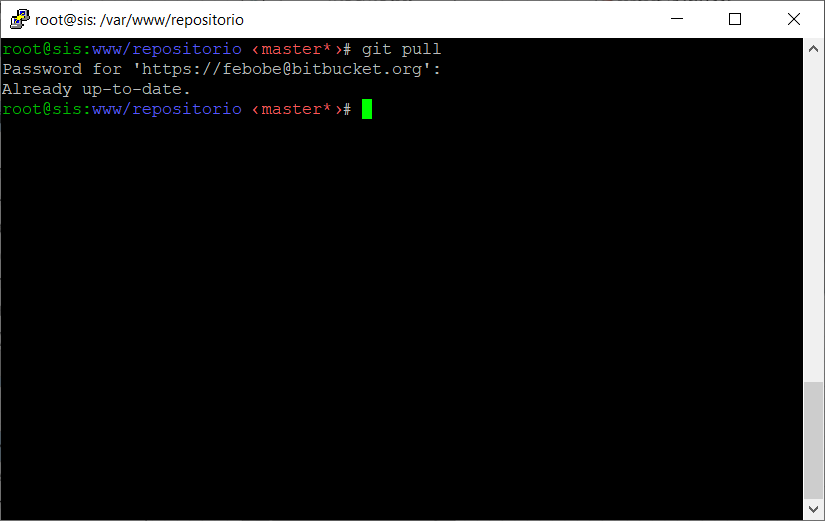 root@sis: /var/www/repositorio
root@sis:www/repositorio ‹master*›# git pull
Password for 'https://febobe@bitbucket.org':
Already up-to-date.
root@sis:www/repositorio ‹master*›#